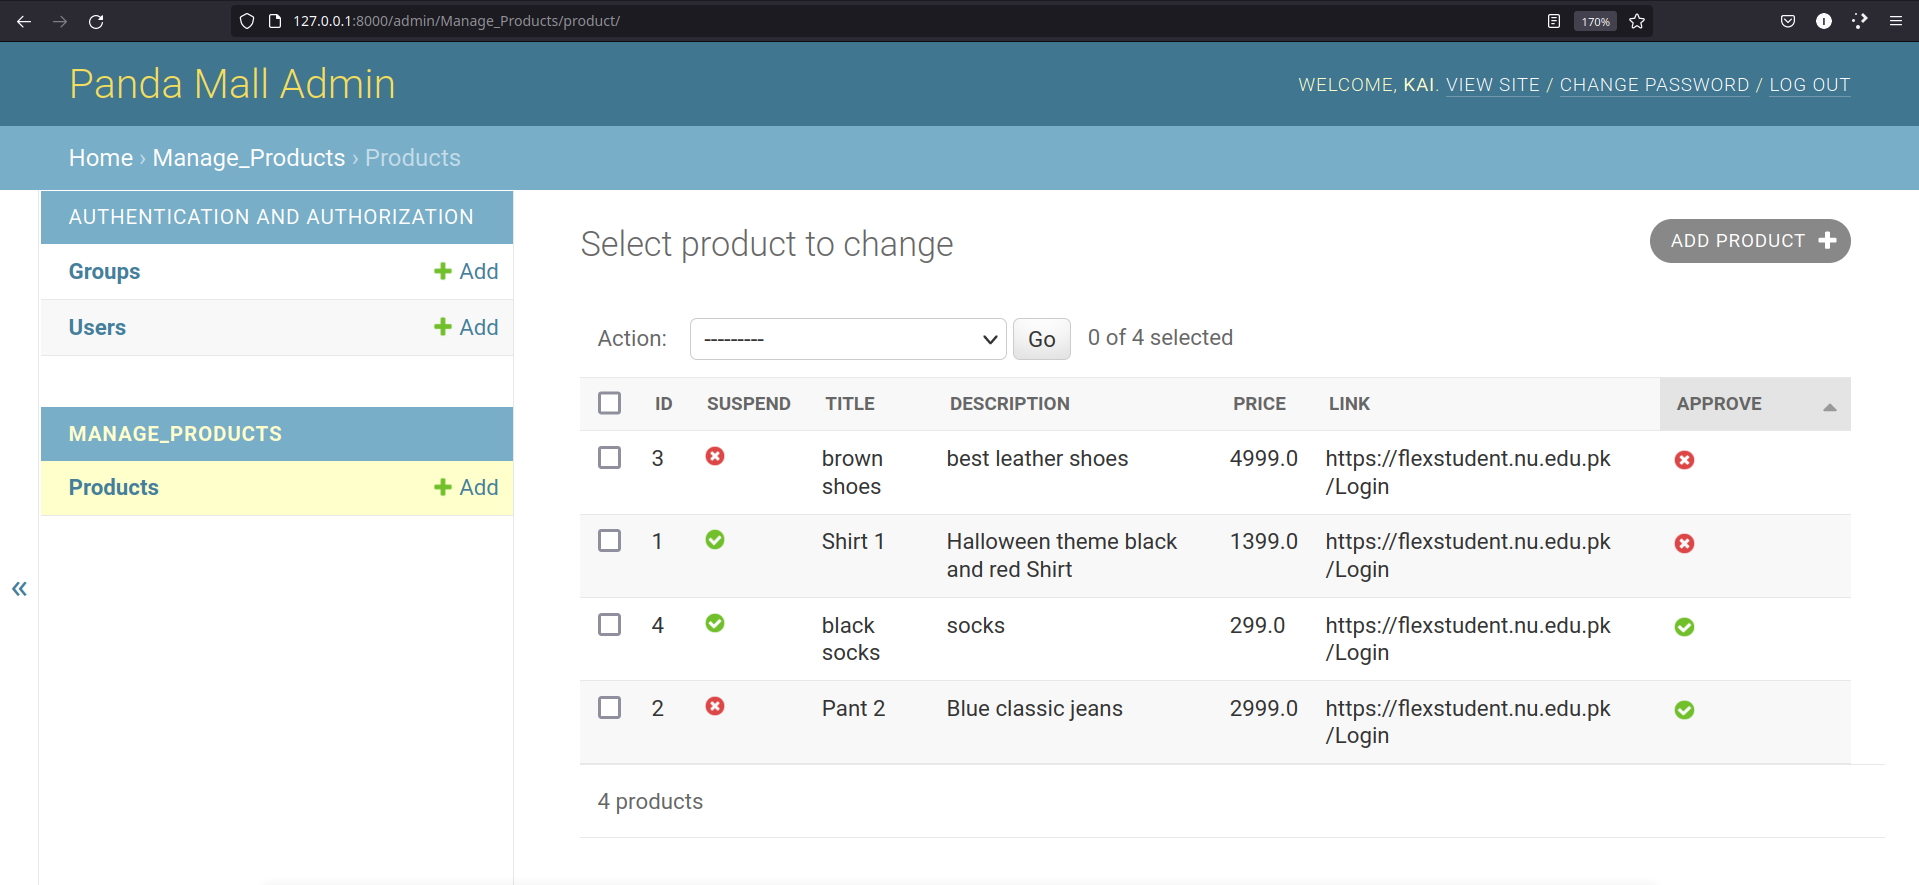 127.0.0.1:8000/admin/Manage_Products/product/
170%
Panda Mall Admin
WELCOME, KAI. VIEW SITE / CHANGE PASSWORD / LOG OUT
Home › Manage_Products › Products
AUTHENTICATION AND AUTHORIZATION
Groups
Add
Users
Add
MANAGE_PRODUCTS
Products
Add
«
Select product to change
ADD PRODUCT
Action:
---------
Go
0 of 4 selected
ID SUSPEND TITLE DESCRIPTION PRICE LINK APPROVE
3 brown shoes best leather shoes 4999.0 https://flexstudent.nu.edu.pk/Login
1 Shirt 1 Halloween theme black and red Shirt 1399.0 https://flexstudent.nu.edu.pk/Login
4 black socks socks 299.0 https://flexstudent.nu.edu.pk/Login
2 Pant 2 Blue classic jeans 2999.0 https://flexstudent.nu.edu.pk/Login
4 products